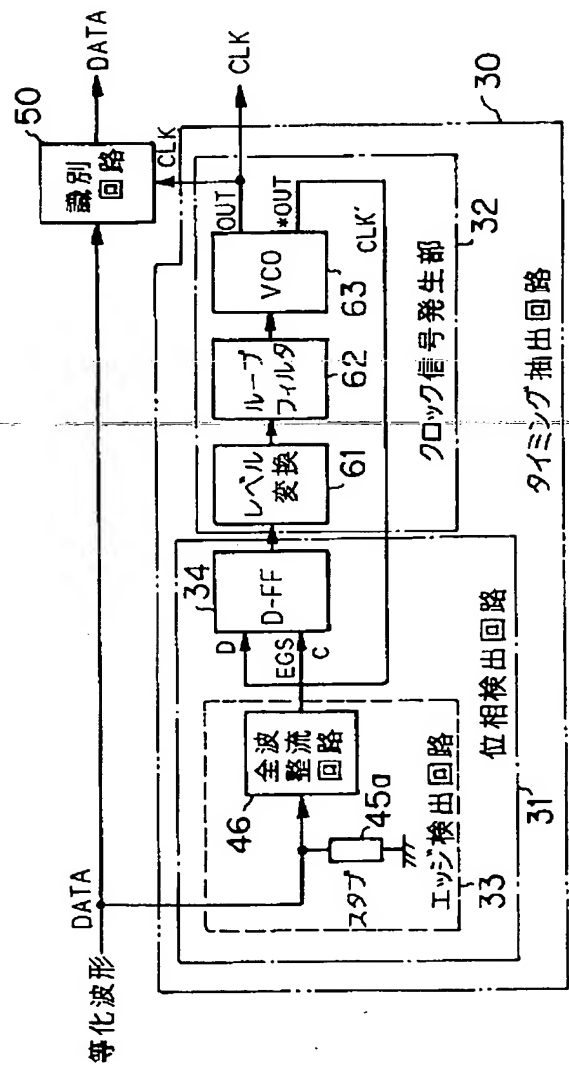 等化波形
DATA
50
識別
回路
DATA
CLK
CLK
30
タイミング抽出回路
31
位相検出回路
33
エッジ検出回路
スタブ
45a
46
全波
整流
回路
EGS
D
C
34
D-FF
32
クロック信号発生部
レベル
変換
61
ループ
フィルタ
62
VCO
63
OUT
*OUT
CLK′